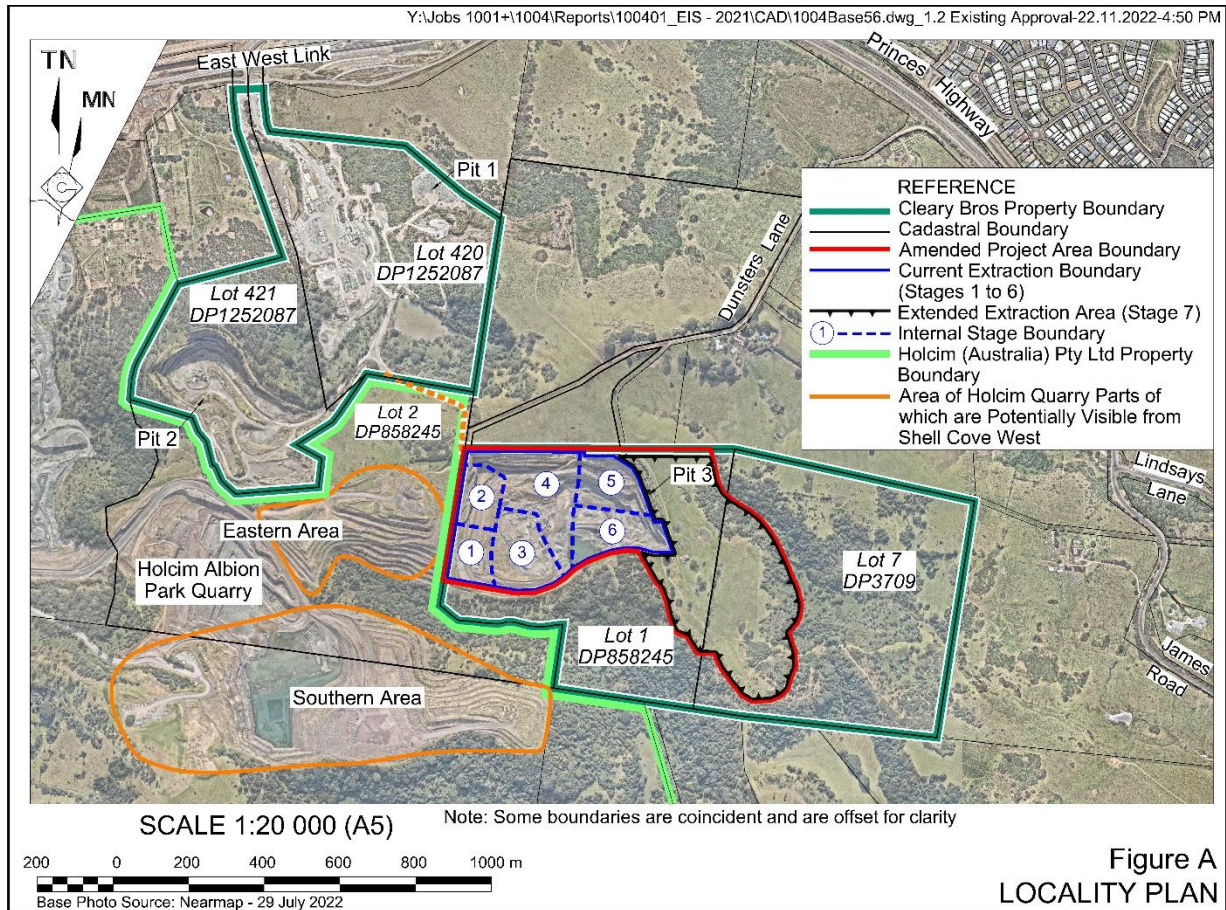 Y:\Jobs 1001+\1004\Reports\100401_EIS - 2021\CAD\1004Base56.dwg_1.2 Existing Approval-22.11.2022-4:50 PM
TN
MN
C
East West Link
Princes
Highway
Pit 1
Lot 420
DP1252087
Lot 421
DP1252087
Dunsters Lane
REFERENCE
Cleary Bros Property Boundary
Cadastral Boundary
Amended Project Area Boundary
Current Extraction Boundary
(Stages 1 to 6)
Extended Extraction Area (Stage 7)
1 Internal Stage Boundary
Holcim (Australia) Pty Ltd Property
Boundary
Area of Holcim Quarry Parts of
which are Potentially Visible from
Shell Cove West
Lot 2
DP858245
Pit 2
Pit 3
2
4
5
6
1
3
Eastern Area
Holcim Albion
Park Quarry
Lot 7
DP3709
Lindsays
Lane
Lot 1
DP858245
James
Road
Southern Area
SCALE 1:20 000 (A5)
Note: Some boundaries are coincident and are offset for clarity
200 0 200 400 600 800 1000 m
Base Photo Source: Nearmap - 29 July 2022
Figure A
LOCALITY PLAN